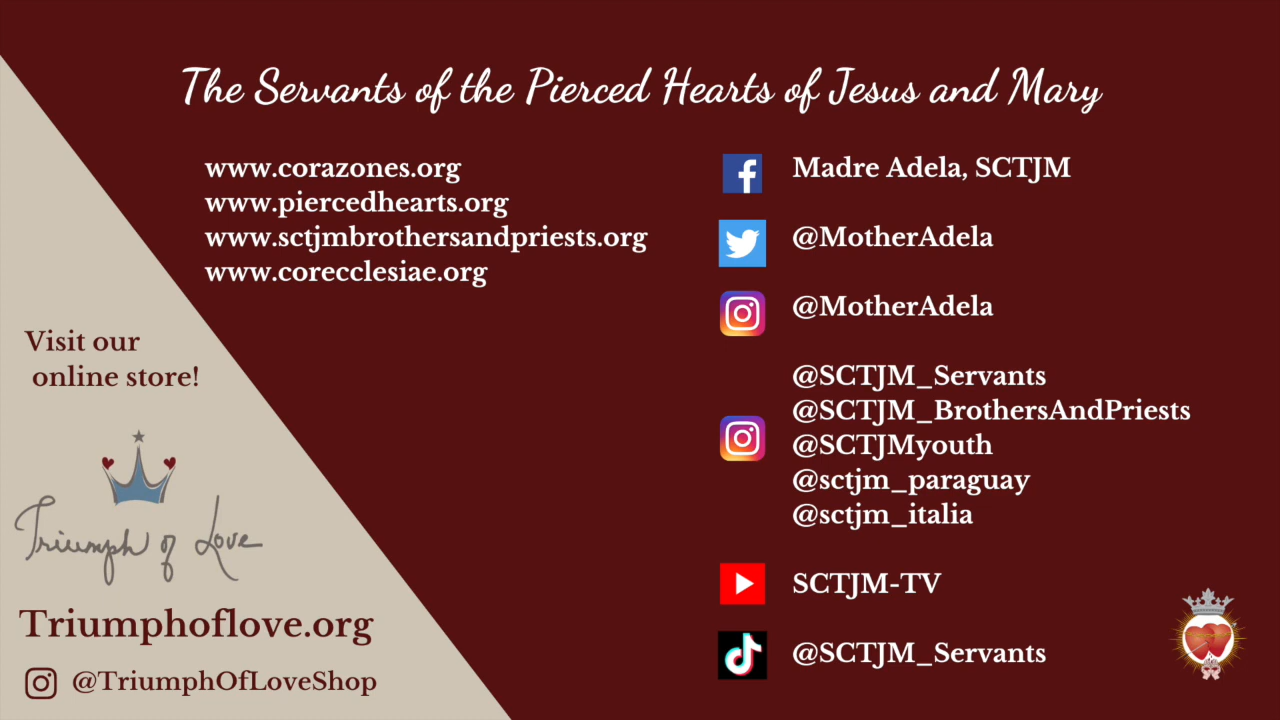 The Servants of the Pierced Hearts of Jesus and Mary
www.corazones.org
www.piercedhearts.org
www.sctjmbrothersandpriests.org
www.corecclesiae.org
Madre Adela, SCTJM
@MotherAdela
@MotherAdela
@SCTJM_Servants
@SCTJM_BrothersAndPriests
@SCTJMyouth
@sctjm_paraguay
@sctjm_italia
SCTJM-TV
@SCTJM_Servants
Visit our
online store!
Triumph of Love
Triumphoflove.org
@TriumphOfLoveShop